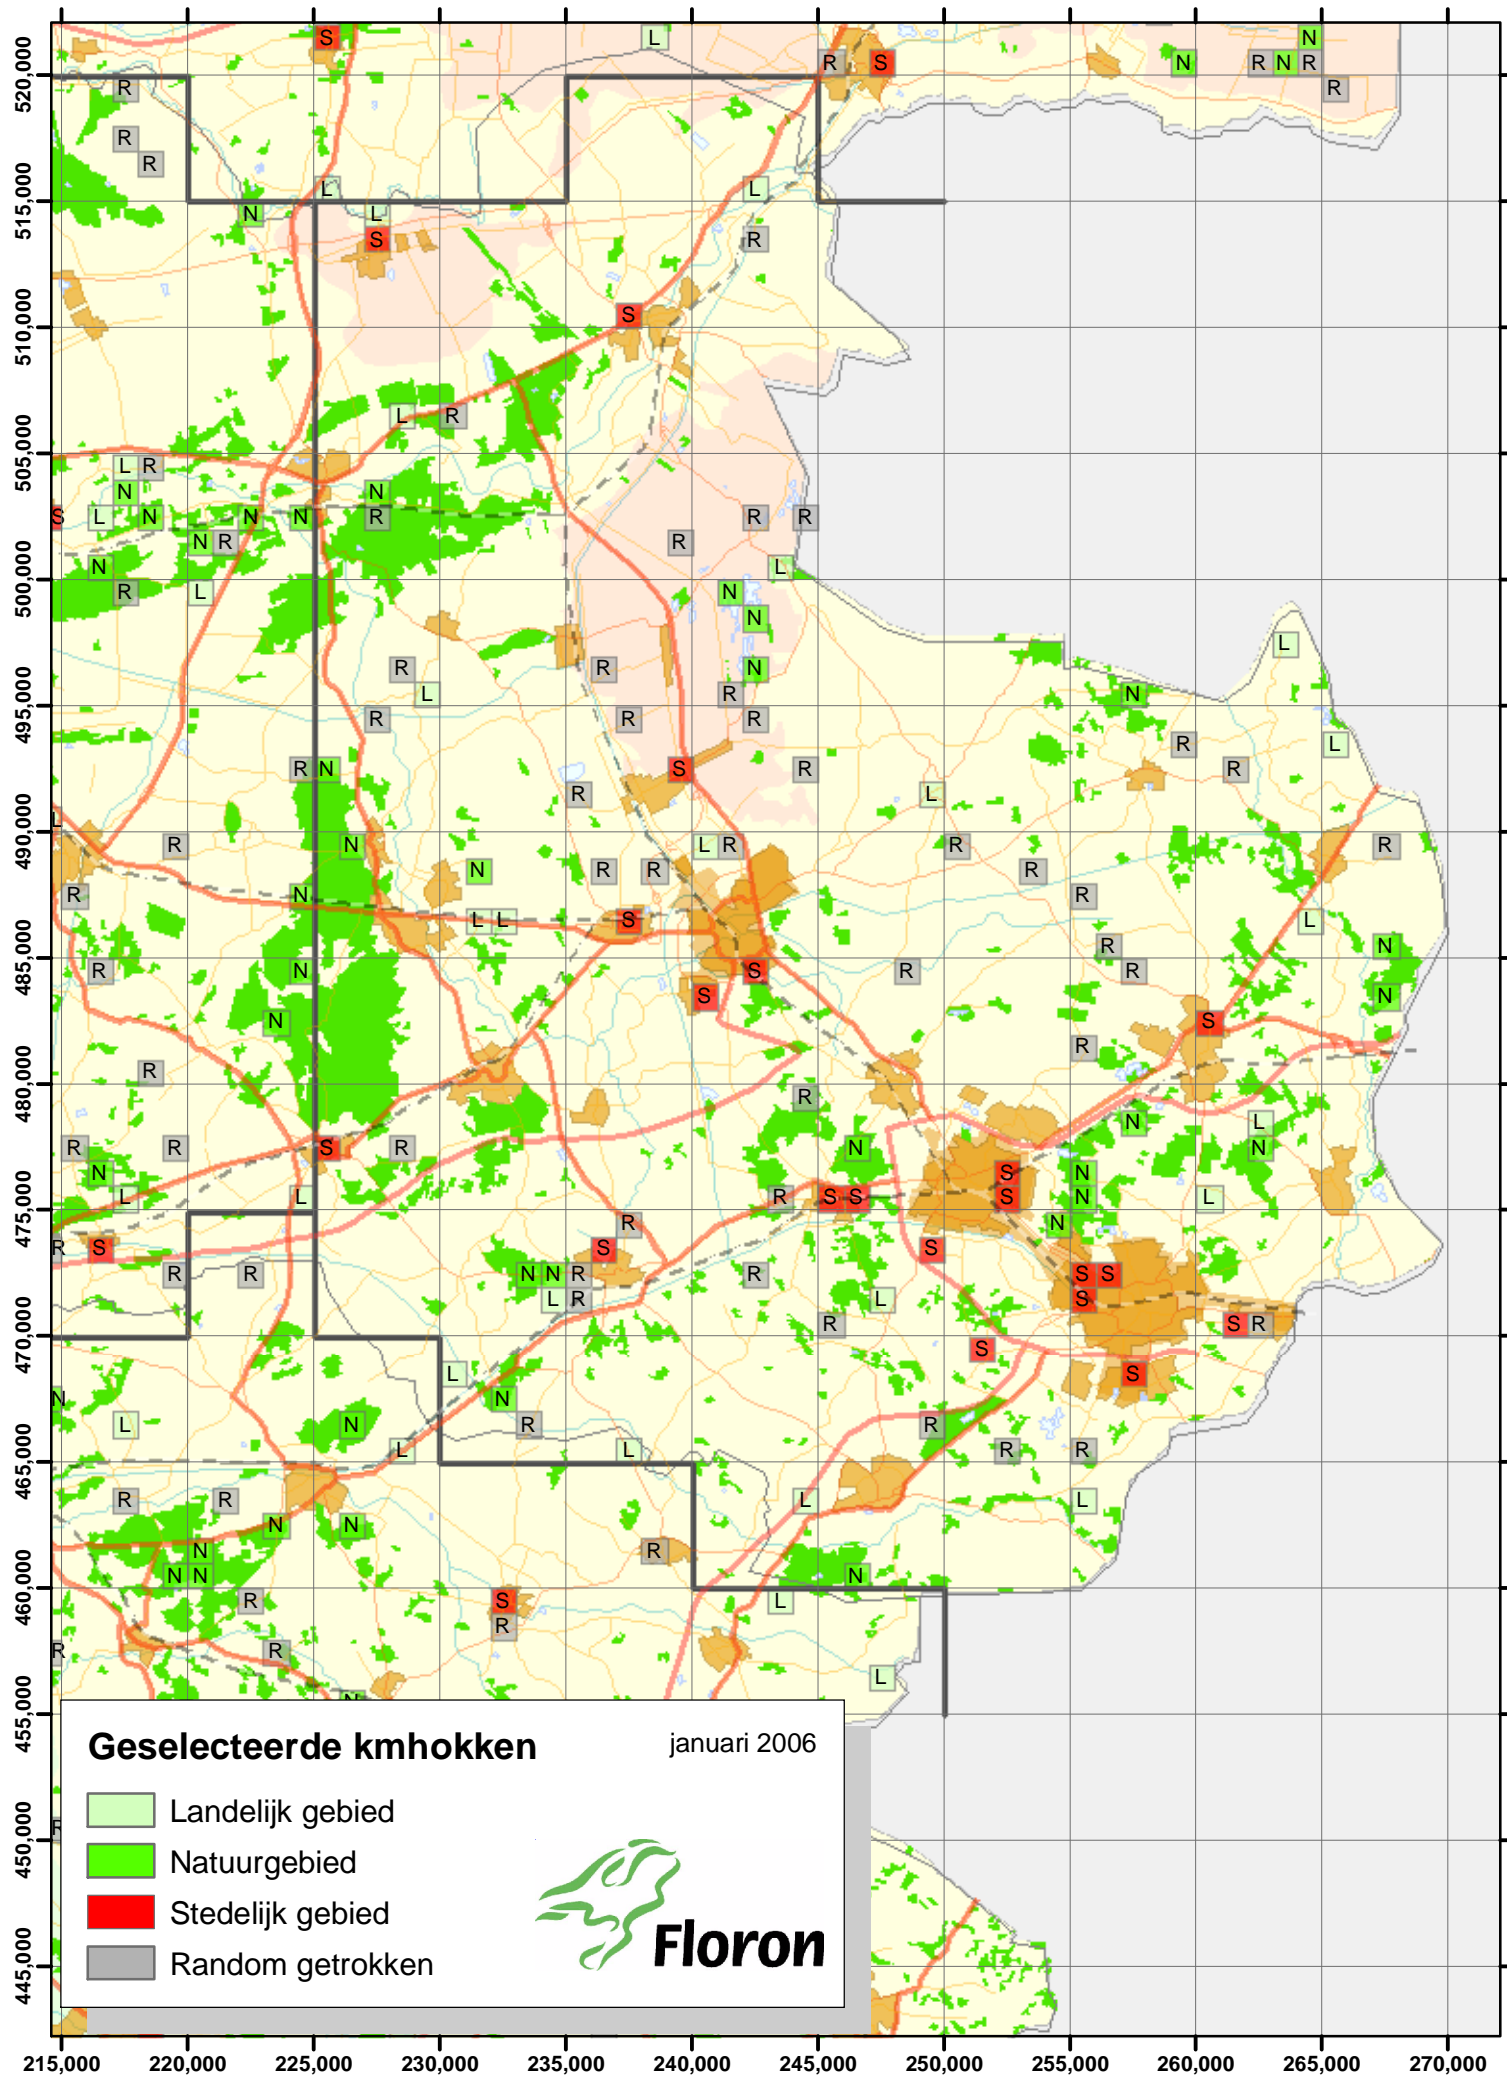 S L N
R S N R N R
R R
R
R
L L
N L
S R
S
L R
L R
N N
S L N N N R R R
N R R
N L
R L N
N
R R N L
L R
R R R N
L
R
R N S R
R L
L
R N L R R R
N R R R
R N R
L L S L
R N
N R S R R N
S N
N S
R
R
R N L
R R S R N N
N S N
L L R S S S N L
R N
R S S S
R R N N R R S S
L R L S
R S R
S
L S
N N
L N R R
L L R R
R R L L
N N
N R
N N N
R S L
R
R R
L
N
Geselecteerde kmhokken januari 2006
Landelijk gebied
Natuurgebied
Stedelijk gebied
Random getrokken
Floron
520,000
515,000
510,000
505,000
500,000
495,000
490,000
485,000
480,000
475,000
470,000
465,000
460,000
455,000
450,000
445,000
215,000 220,000 225,000 230,000 235,000 240,000 245,000 250,000 255,000 260,000 265,000 270,000